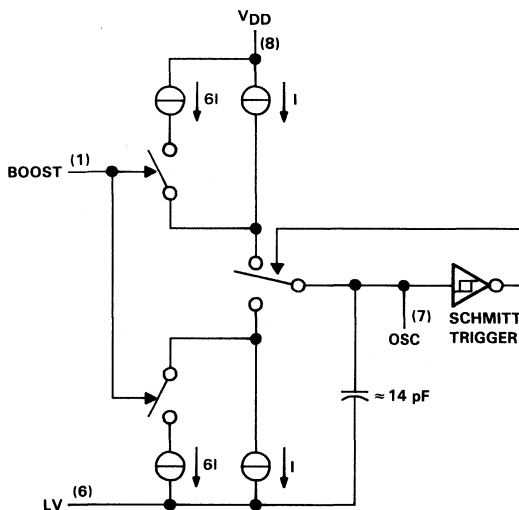 VDD
(8)
6I
I
BOOST
(1)
(7)
OSC
SCHMITT
TRIGGER
≈ 14 pF
6I
I
LV
(6)